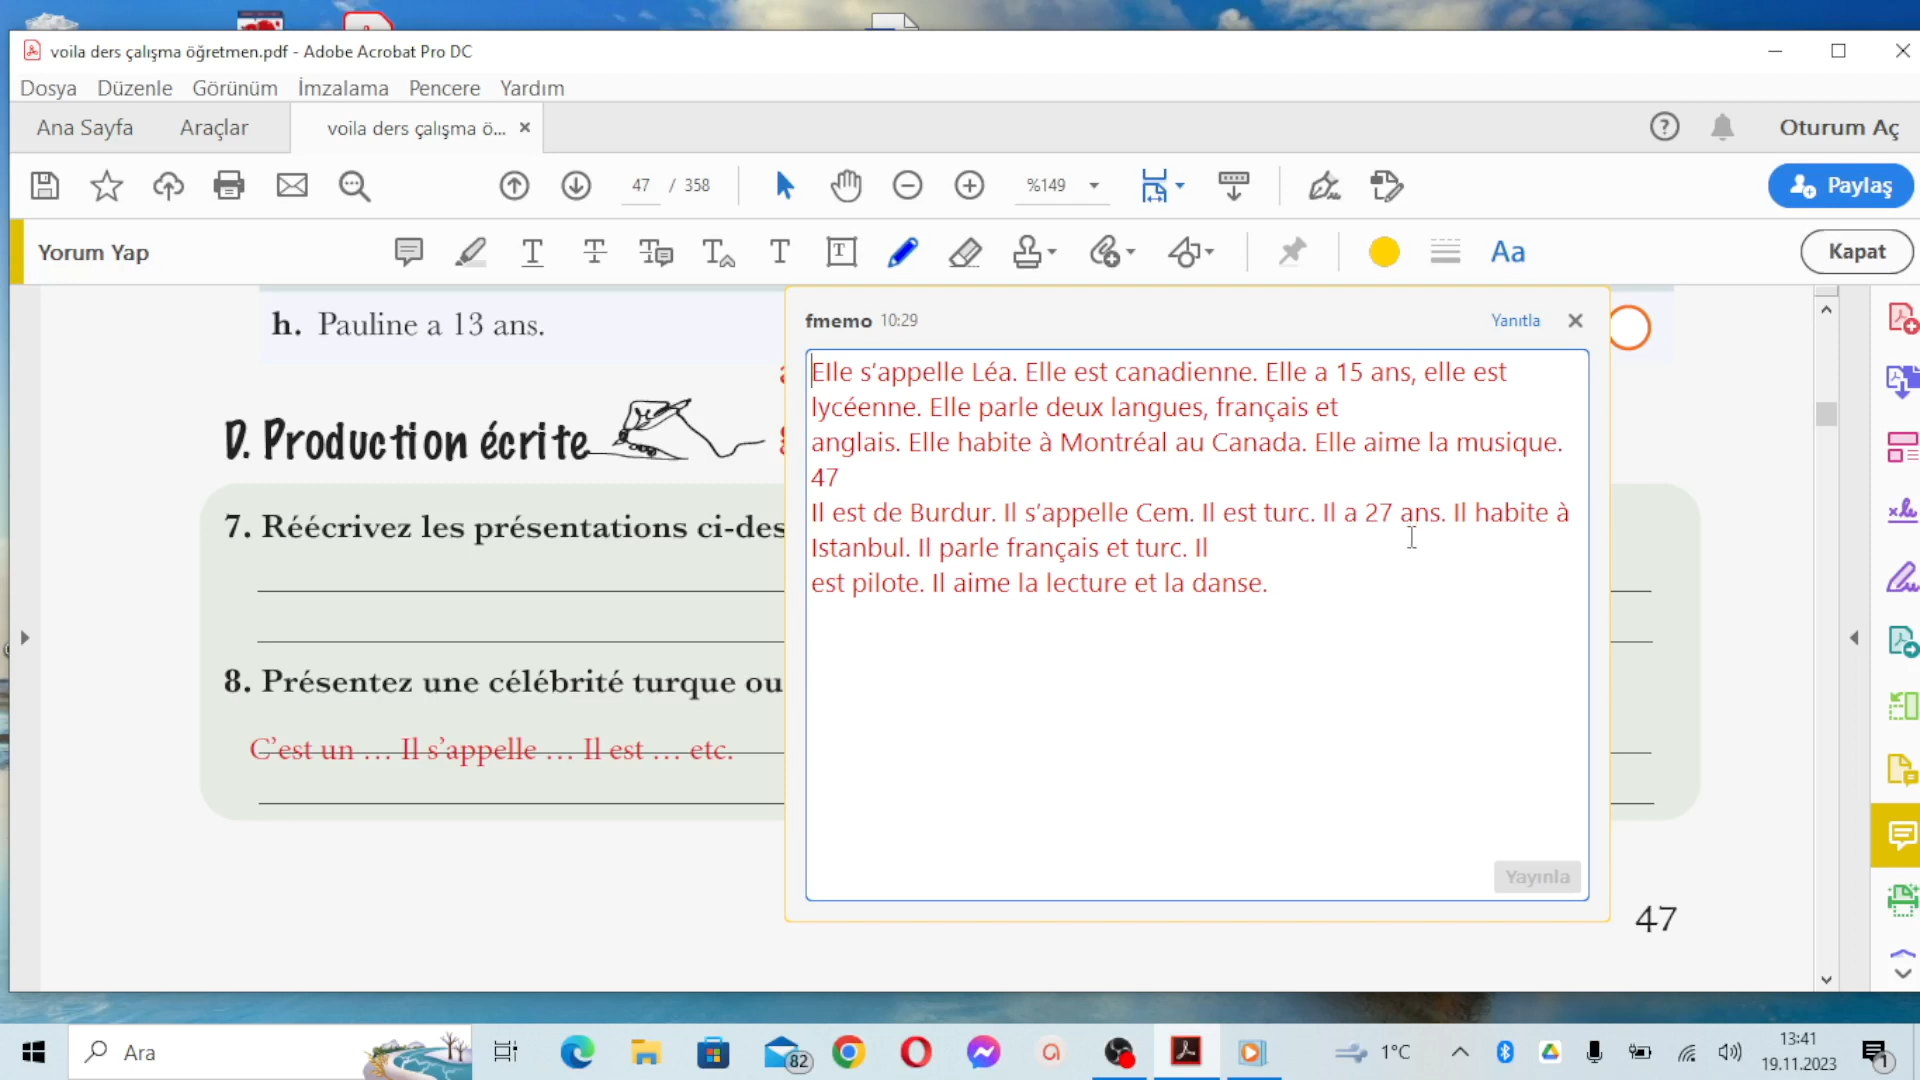 voila ders çalışma öğretmen.pdf - Adobe Acrobat Pro DC
Dosya Düzenle Görünüm İmzalama Pencere Yardım
Ana Sayfa Araçlar voila ders çalışma ö... × Oturum Aç
47 / 358 %149 Paylaş
Yorum Yap Aa Kapat
h. Pauline a 13 ans.
fmemo 10:29 Yanıtla
Elle s’appelle Léa. Elle est canadienne. Elle a 15 ans, elle est
lycéenne. Elle parle deux langues, français et
anglais. Elle habite à Montréal au Canada. Elle aime la musique.
47
Il est de Burdur. Il s’appelle Cem. Il est turc. Il a 27 ans. Il habite à
Istanbul. Il parle français et turc. Il
est pilote. Il aime la lecture et la danse.
Yayınla
D. Production écrite
7. Réécrivez les présentations ci-des
8. Présentez une célébrité turque ou
C’est un … Il s’appelle … Il est … etc.
47
Ara
82
1°C
13:41
19.11.2023
1